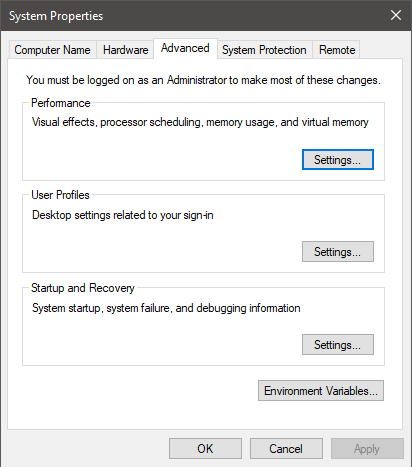 System Properties
Computer Name Hardware Advanced System Protection Remote
You must be logged on as an Administrator to make most of these changes.
Performance
Visual effects, processor scheduling, memory usage, and virtual memory
Settings...
User Profiles
Desktop settings related to your sign-in
Settings...
Startup and Recovery
System startup, system failure, and debugging information
Settings...
Environment Variables...
OK Cancel Apply